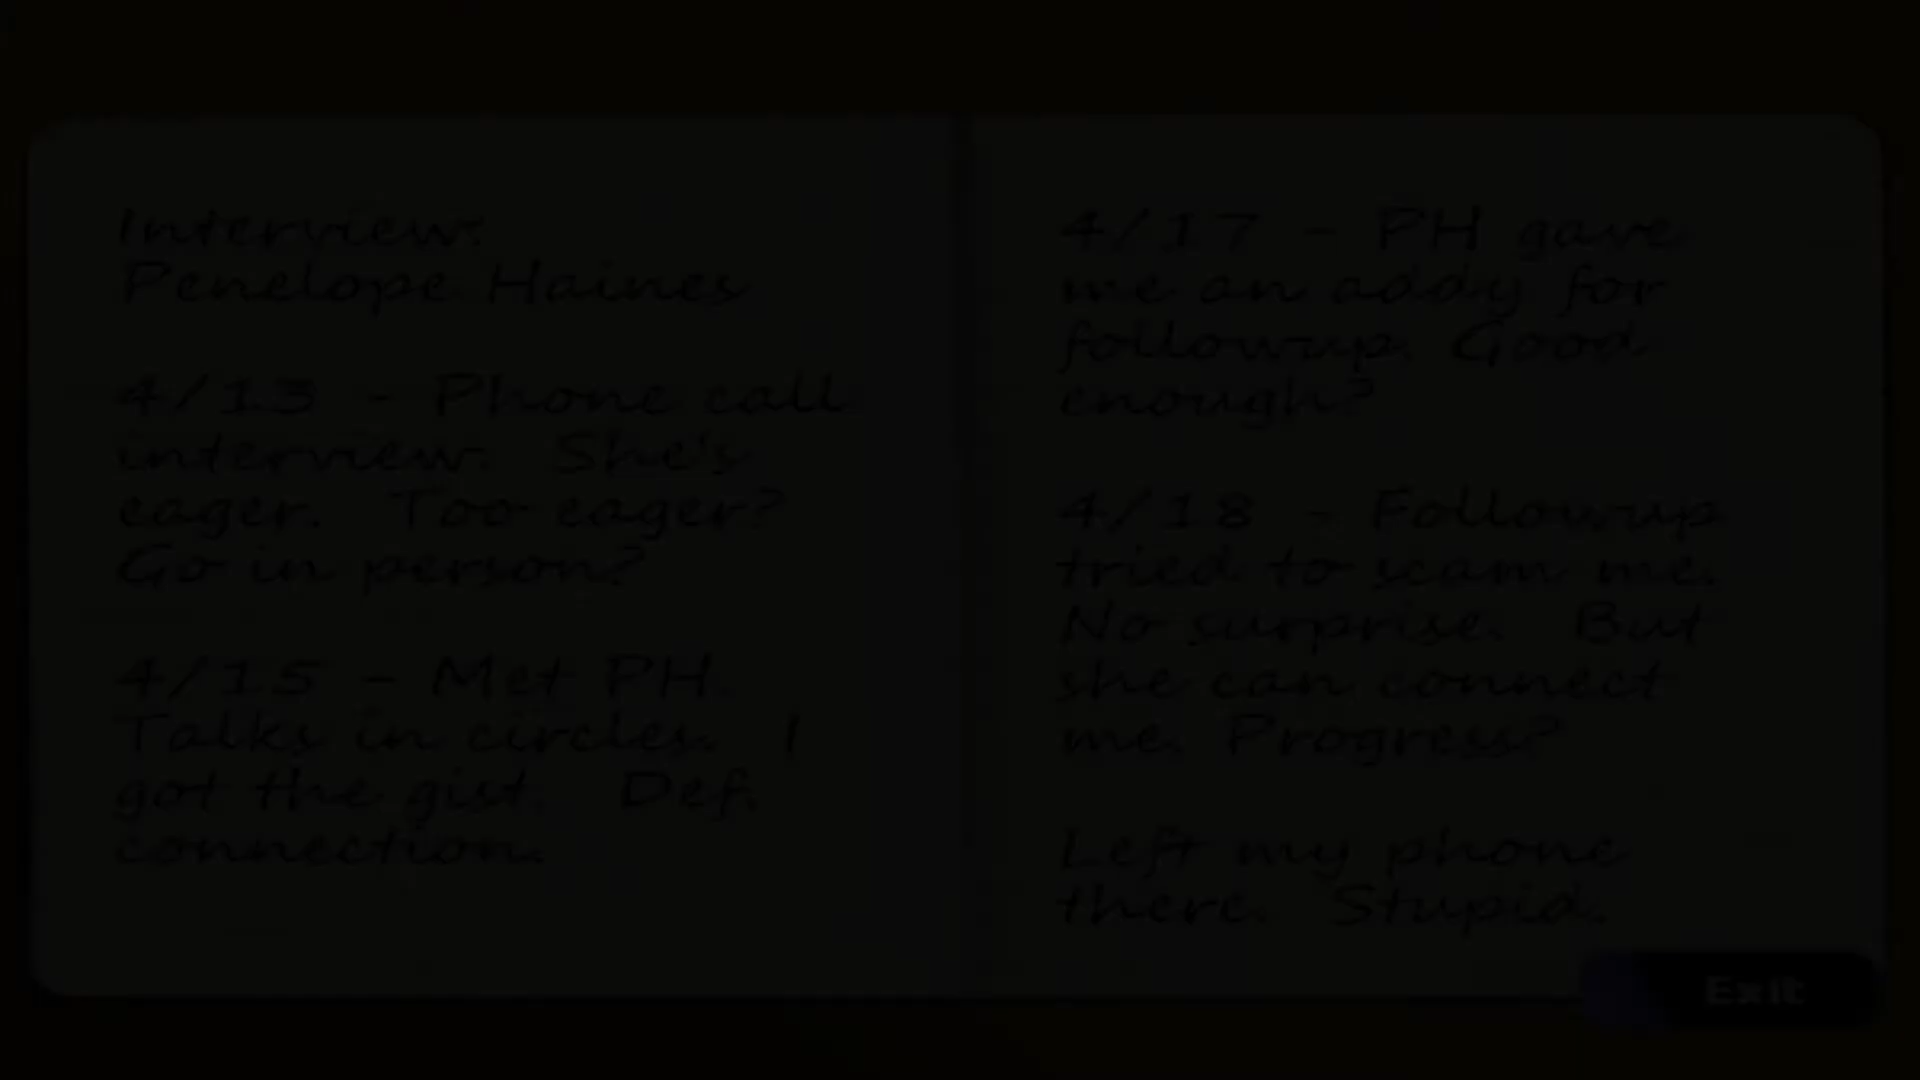 Interview:
Penelope Haines
4/13 - Phone call
interview. She's
eager. Too eager?
Go in person?
4/15 - Met PH.
Talks in circles. I
got the gist. Def.
connection.
4/17 - PH gave
me an addy for
followup. Good
enough?
4/18 - Followup
tried to scam me.
No surprise. But
she can connect
me. Progress?
Left my phone
there. Stupid.
Exit